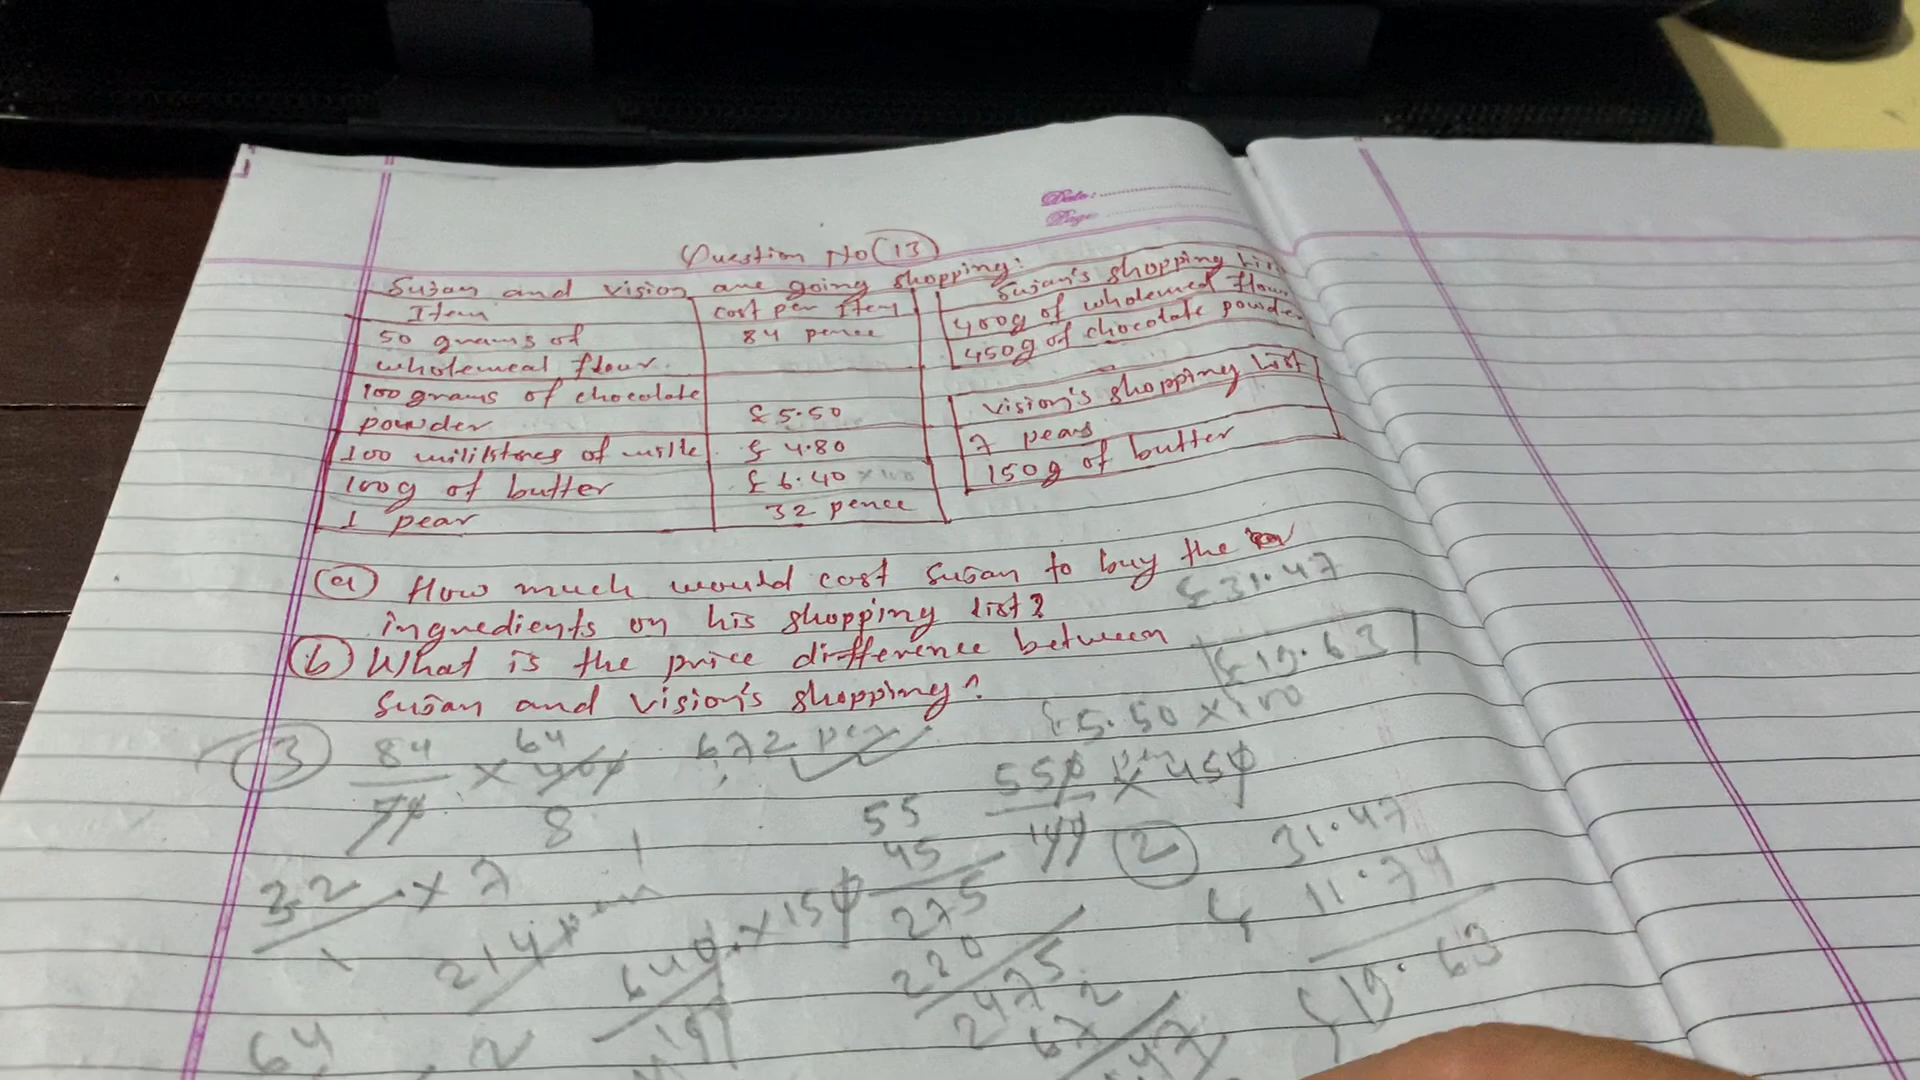 Date:
Page:
Question No (13)
Susan and vision are going shopping:
Item
cost per Item
50 grams of
wholemeal flour.
84 pence
100 grams of chocolate
powder
£5.50
100 mililitres of milk
£4.80
100g of butter
£6.40 x 100
1 pear
32 pence
Susan's shopping List
400g of wholemeal flour
450g of chocolate powder
Vision's shopping list
7 pears
150g of butter
(a) How much would cost Susan to buy the
ingredients on his shopping list?
£31.47
(b) What is the price difference between
Susan and vision's shopping?
£19.63
£5.50 x 100
(3) 84 x
672
8
550 x 450
55
45
275
220
2475
(2)
31.47
11.74
£19.63
32 x 7
1
214
640 x 150
64
2